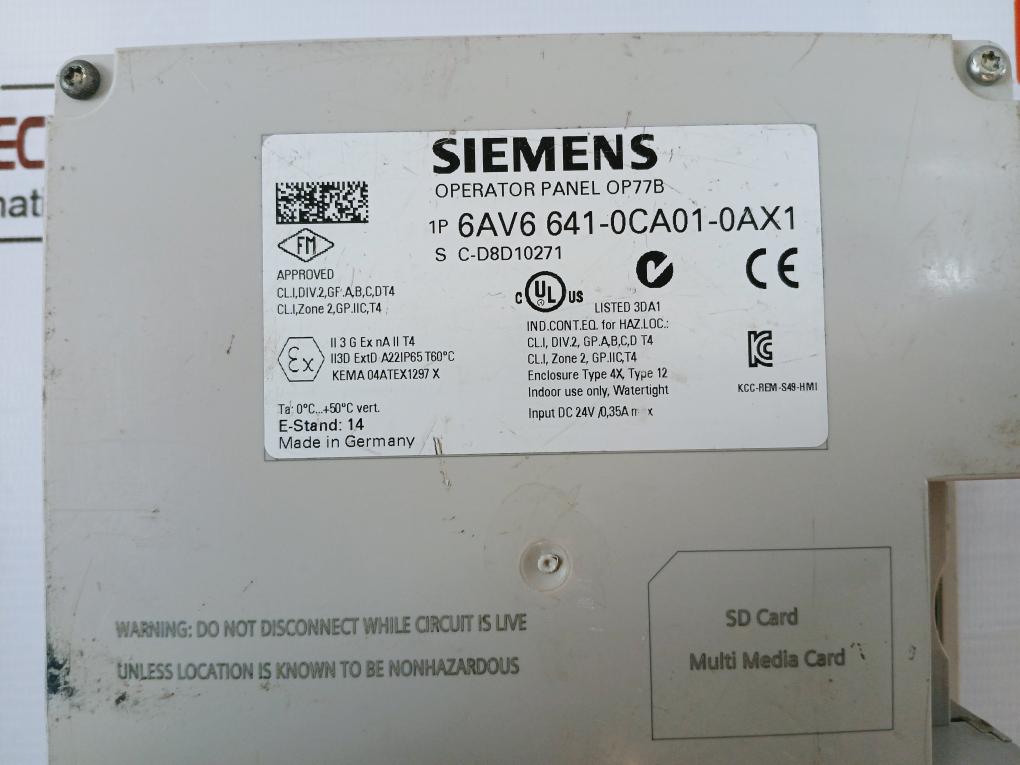 EC
SIEMENS
OPERATOR PANEL OP77B
1P 6AV6 641-0CA01-0AX1
S C-D8D10271
FM
APPROVED
CL.I,DIV.2,GP.A,B,C,DT4
CL.I,Zone 2,GP.IIC,T4
C UL US
LISTED 3DA1
CE
IND.CONT.EQ. for HAZ.LOC.:
CL.I, DIV.2, GP.A,B,C,D T4
CL.I, Zone 2, GP.IIC,T4
Enclosure Type 4X, Type 12
Indoor use only, Watertight
Input DC 24V /0,35A
Ex
II 3 G Ex nA II T4
II3D ExtD A22IP65 T60°C
KEMA 04ATEX1297 X
KC
KCC-REM-S49-HMI
Ta: 0°C...+50°C vert.
E-Stand: 14
Made in Germany
WARNING: DO NOT DISCONNECT WHILE CIRCUIT IS LIVE
UNLESS LOCATION IS KNOWN TO BE NONHAZARDOUS
SD Card
Multi Media Card